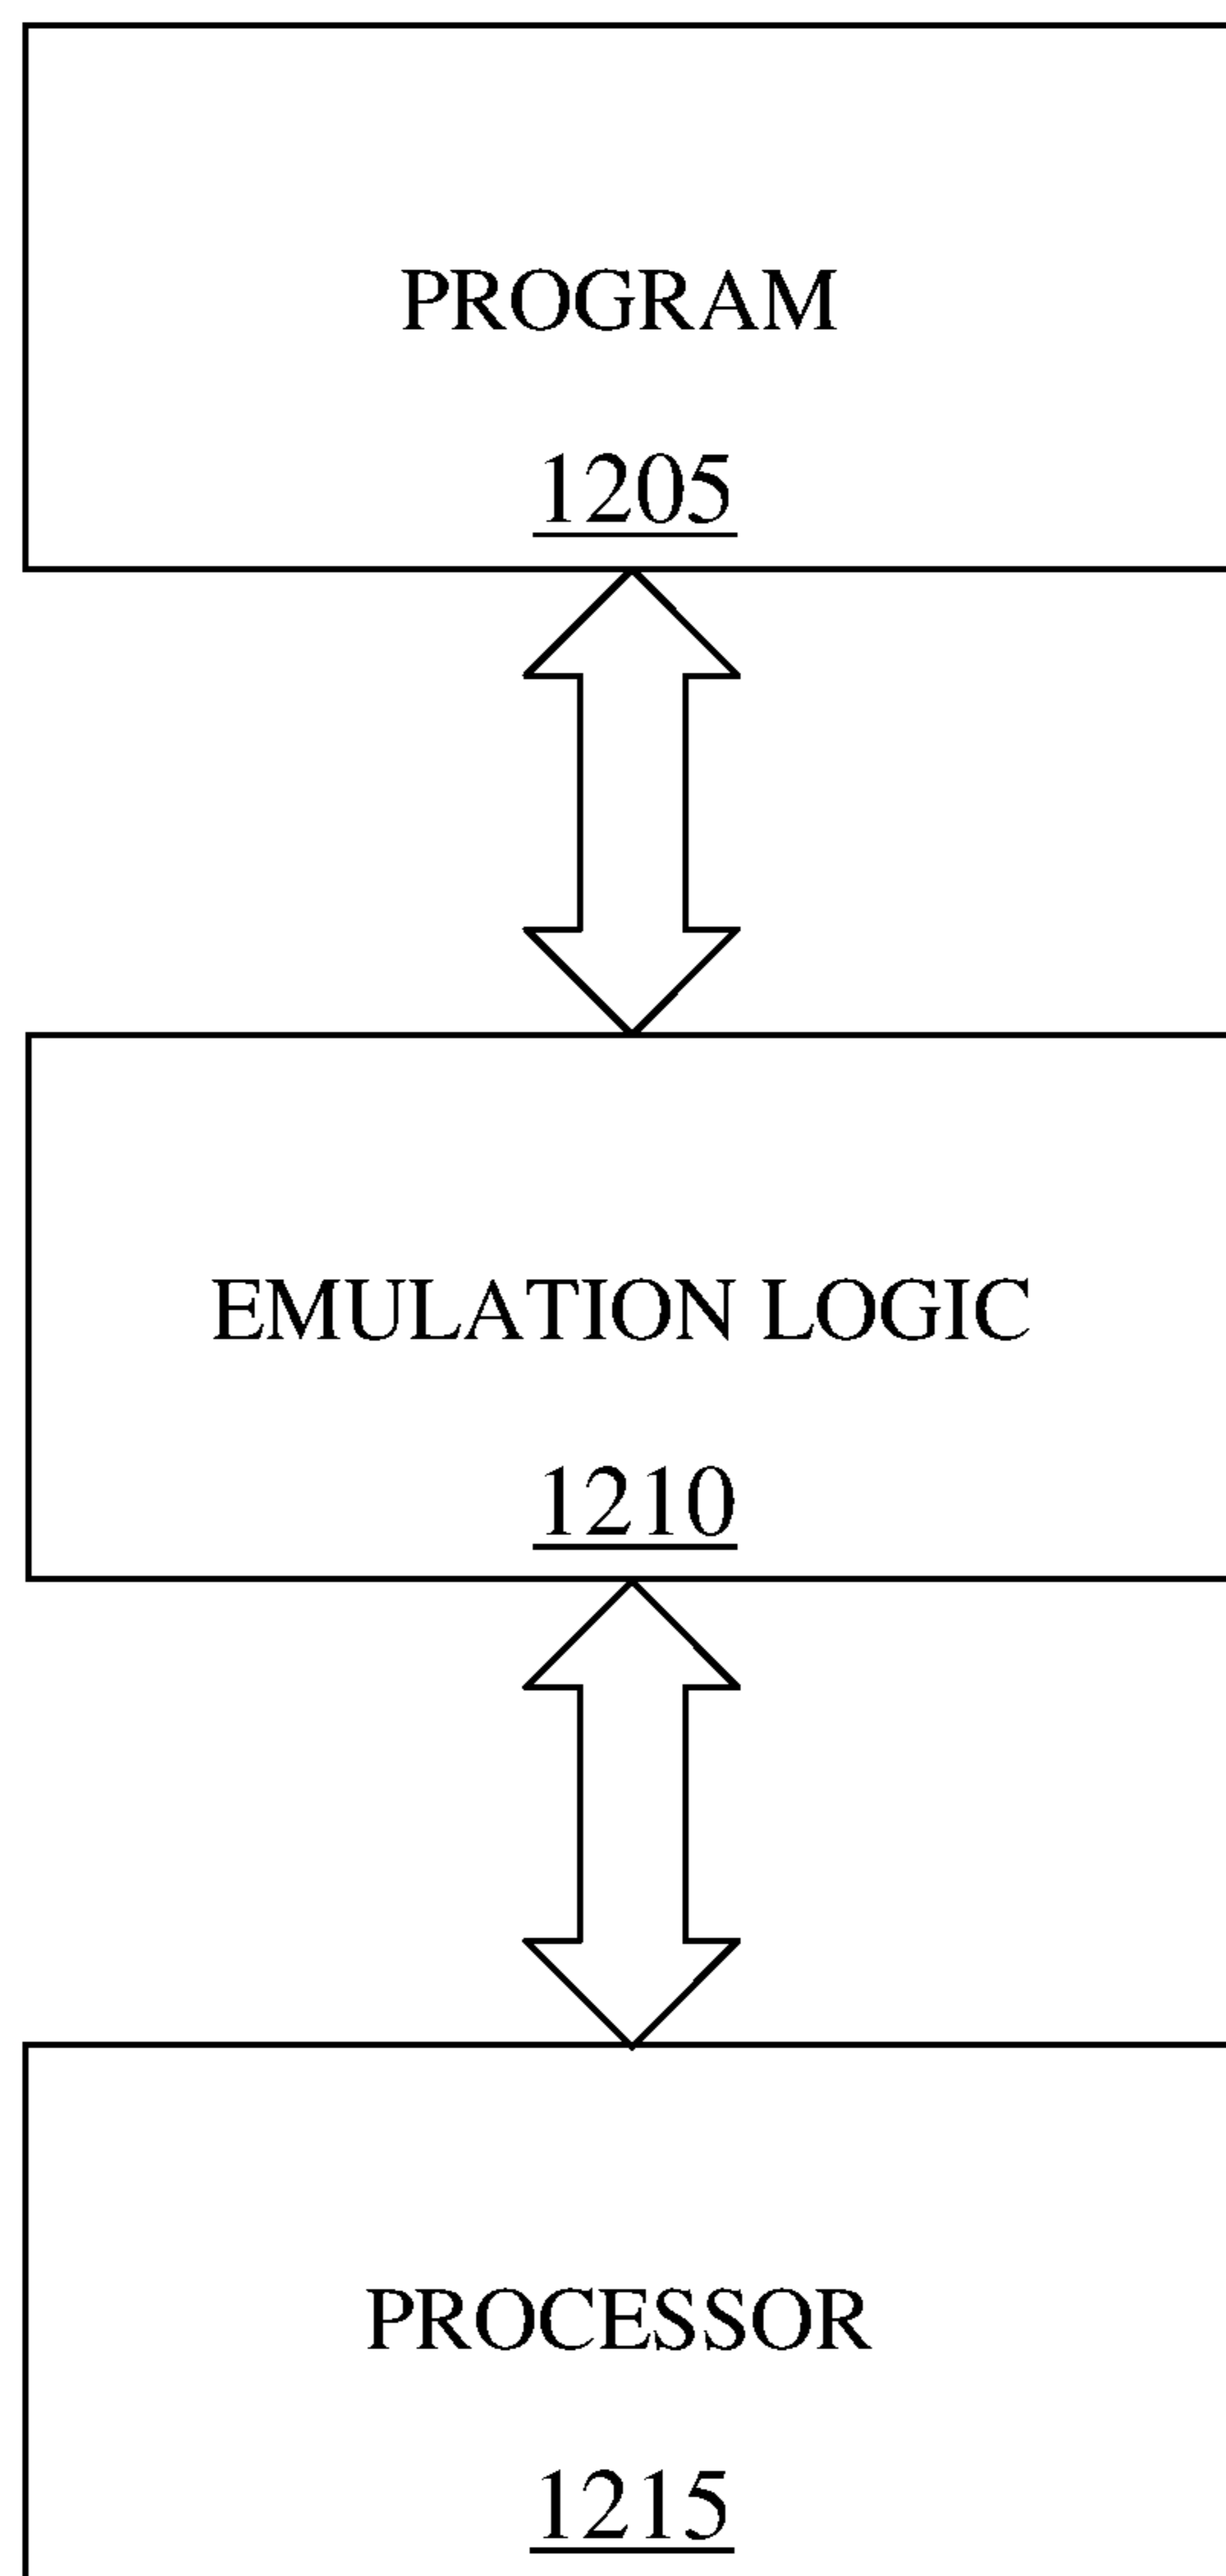 PROGRAM
1205
EMULATION LOGIC
1210
PROCESSOR
1215